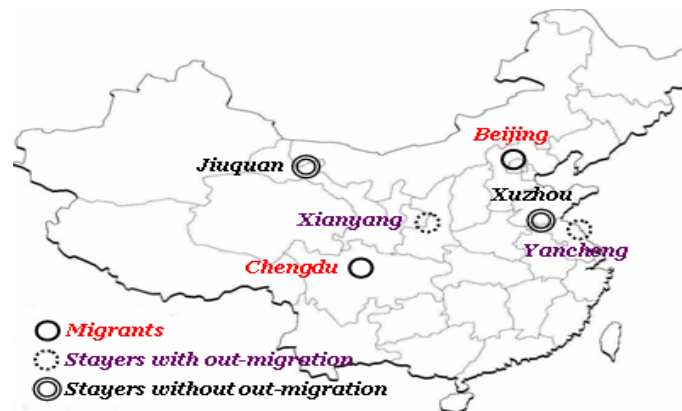 Beijing
Jiuquan
Xuzhou
Xianyang
Yancheng
Chengdu
Migrants
Stayers with out-migration
Stayers without out-migration